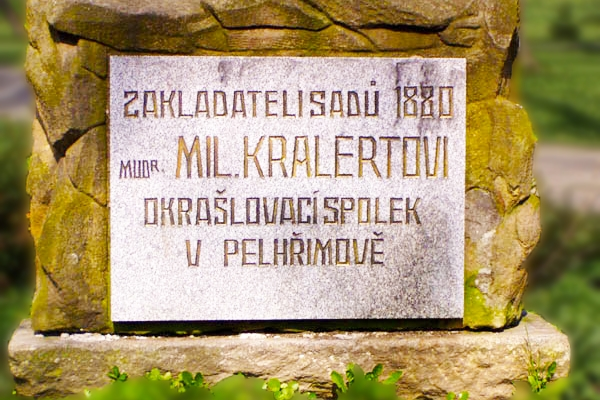 ZAKLADATELI SADŮ 1880
MUDR. MIL. KRALERTOVI
OKRAŠLOVACÍ SPOLEK
V PELHŘIMOVĚ